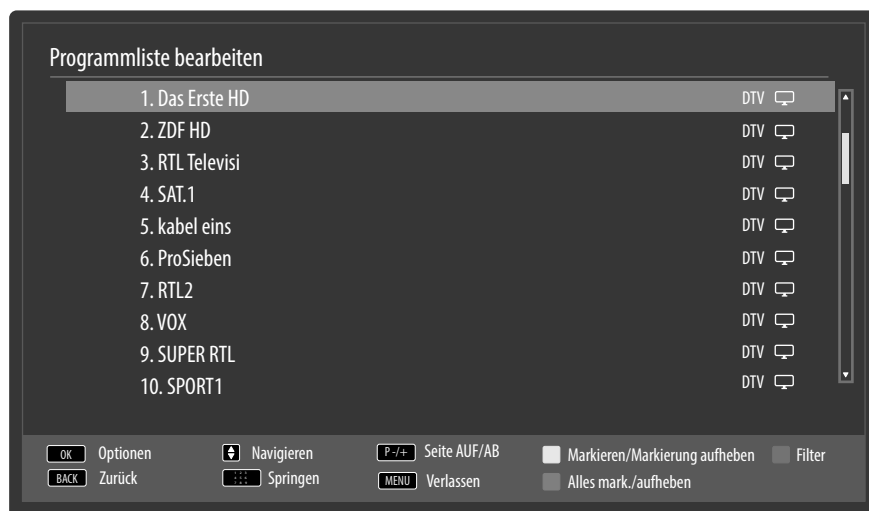 Programmliste bearbeiten
1. Das Erste HD DTV
2. ZDF HD DTV
3. RTL Televisi DTV
4. SAT.1 DTV
5. kabel eins DTV
6. ProSieben DTV
7. RTL2 DTV
8. VOX DTV
9. SUPER RTL DTV
10. SPORT1 DTV
OK Optionen Navigieren P-/+ Seite AUF/AB Markieren/Markierung aufheben Filter
BACK Zurück Springen MENU Verlassen Alles mark./aufheben